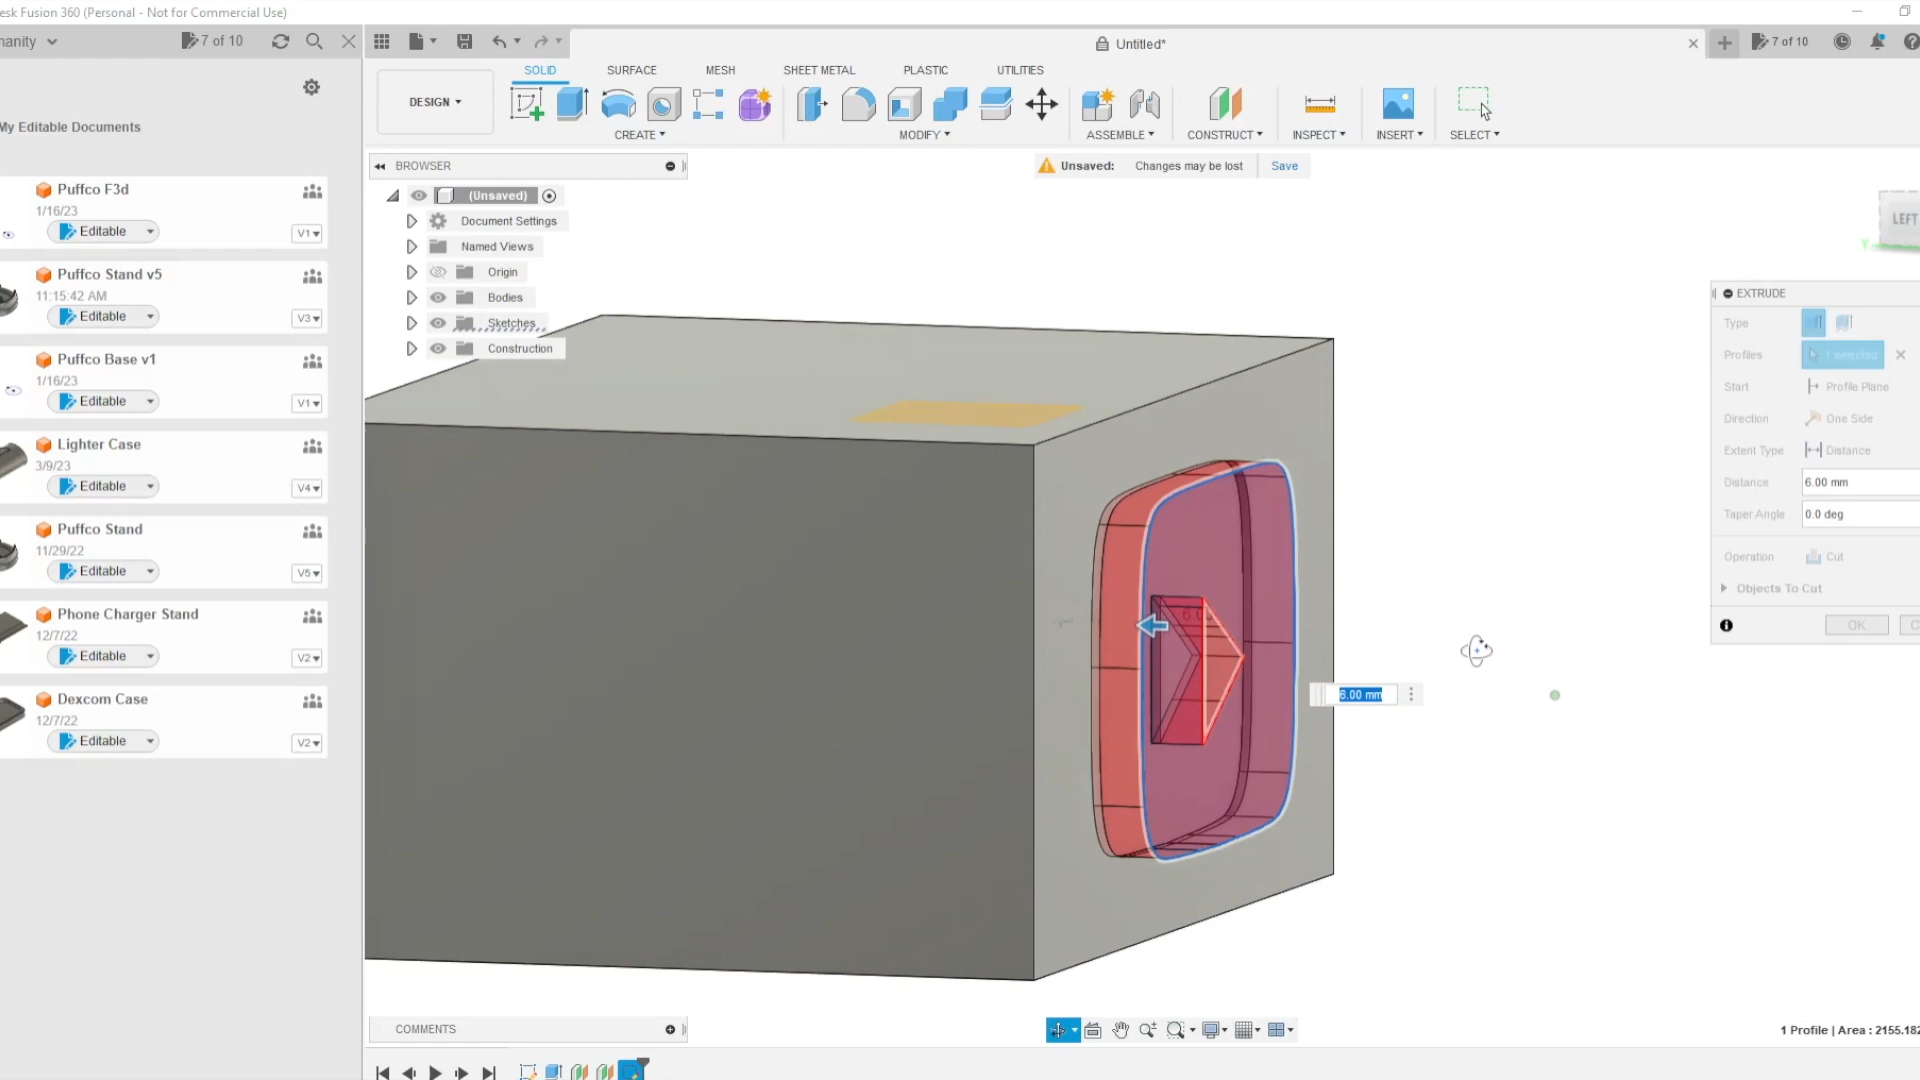 esk Fusion 360 (Personal - Not for Commercial Use)
nanity
7 of 10
Untitled*
7 of 10
My Editable Documents
Puffco F3d
1/16/23
Editable
V1
Puffco Stand v5
11:15:42 AM
Editable
V3
Puffco Base v1
1/16/23
Editable
V1
Lighter Case
3/9/23
Editable
V4
Puffco Stand
11/29/22
Editable
V5
Phone Charger Stand
12/7/22
Editable
V2
Dexcom Case
12/7/22
Editable
V2
SOLID
SURFACE
MESH
SHEET METAL
PLASTIC
UTILITIES
DESIGN
CREATE
MODIFY
ASSEMBLE
CONSTRUCT
INSPECT
INSERT
SELECT
BROWSER
Unsaved: Changes may be lost
Save
(Unsaved)
Document Settings
Named Views
Origin
Bodies
Sketches
Construction
LEFT
Y
EXTRUDE
Type
Profiles 1 selected
Start Profile Plane
Direction One Side
Extent Type Distance
Distance 6.00 mm
Taper Angle 0.0 deg
Operation Cut
Objects To Cut
OK
C
6.00 mm
COMMENTS
1 Profile | Area : 2155.182